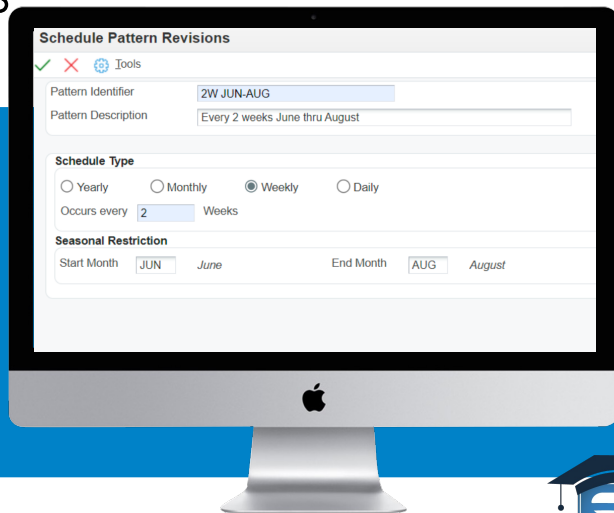 Schedule Pattern Revisions
Tools
Pattern Identifier 2W JUN-AUG
Pattern Description Every 2 weeks June thru August
Schedule Type
Yearly Monthly Weekly Daily
Occurs every 2 Weeks
Seasonal Restriction
Start Month JUN June End Month AUG August